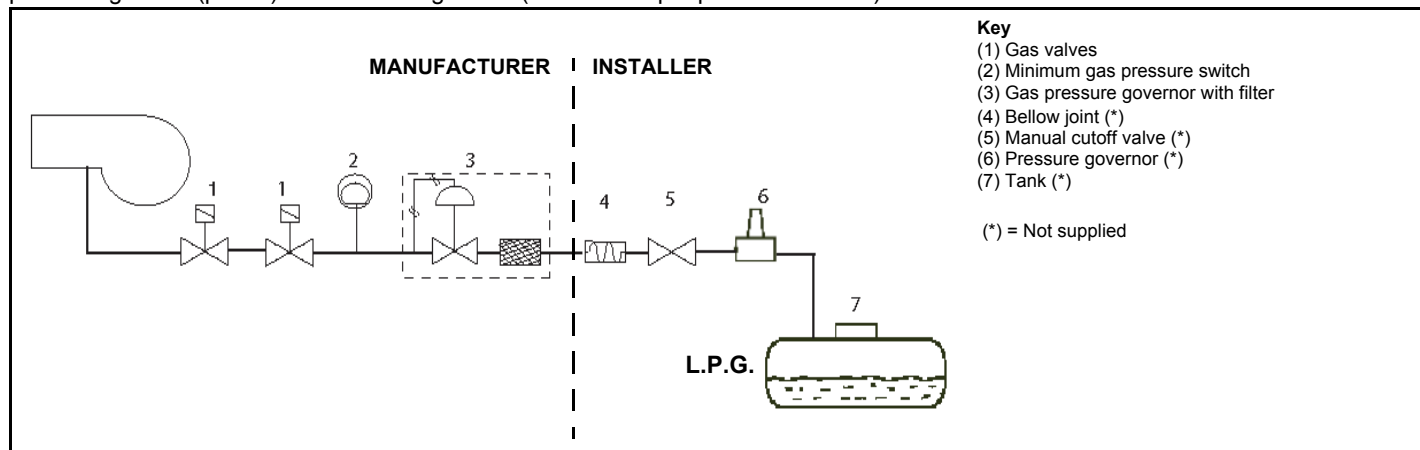 MANUFACTURER INSTALLER
Key
(1) Gas valves
(2) Minimum gas pressure switch
(3) Gas pressure governor with filter
(4) Bellow joint (*)
(5) Manual cutoff valve (*)
(6) Pressure governor (*)
(7) Tank (*)
(*) = Not supplied
1 1 2 3 4 5 6
7
L.P.G.